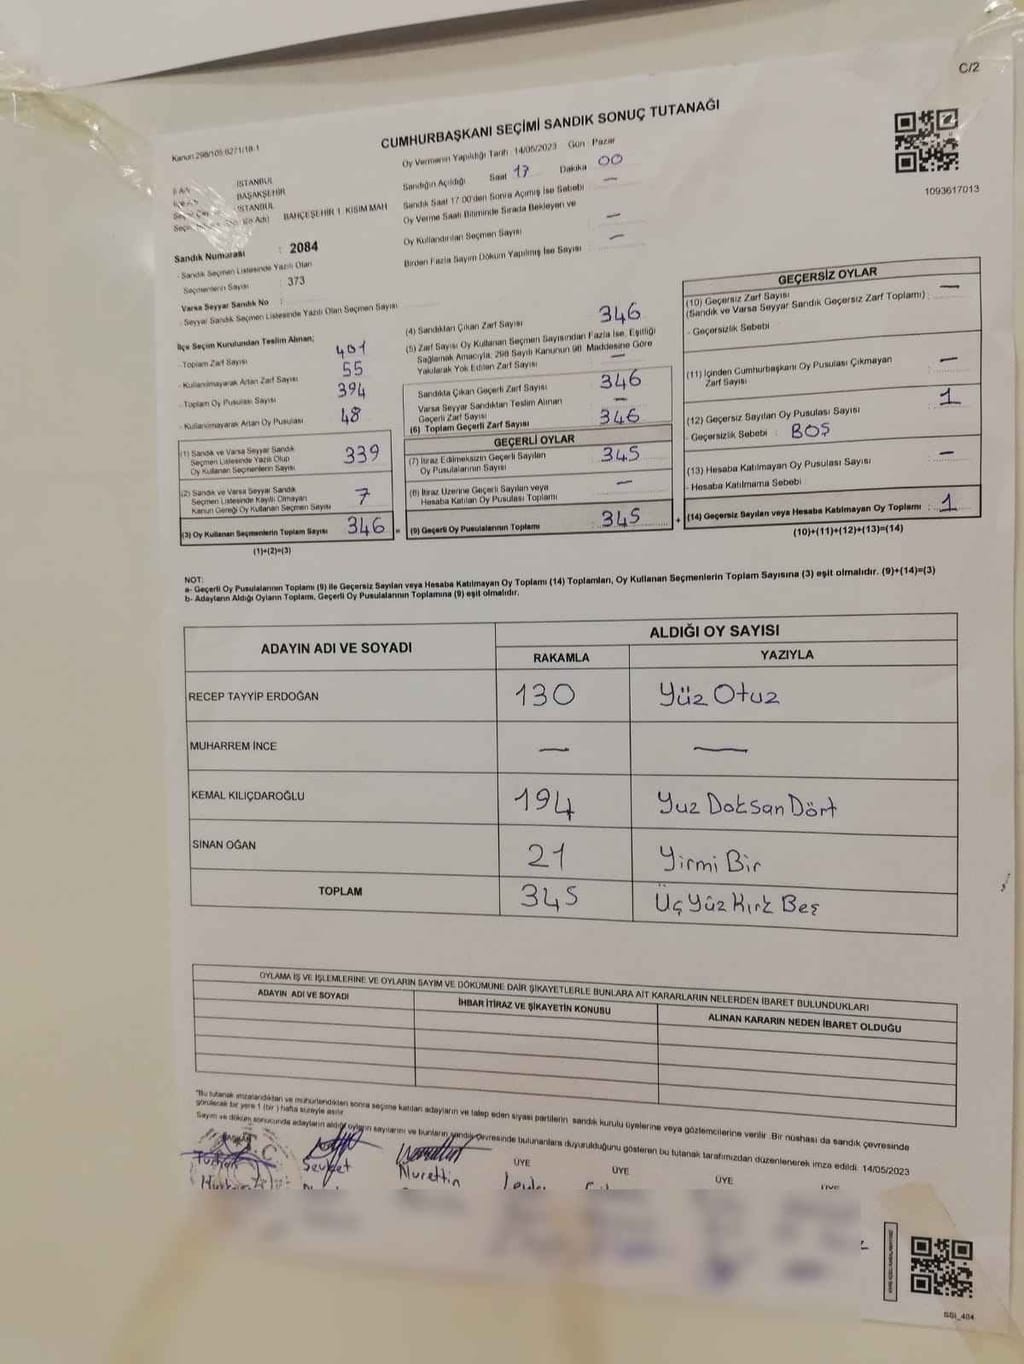 C/2
CUMHURBAŞKANI SEÇİMİ SANDIK SONUÇ TUTANAĞI
Kanun 298/105 6271/18 1
Oy Vermenin Yapıldığı Tarih 14/05/2023 Gün Pazar
1093617013
İSTANBUL
BAŞAKŞEHİR
İSTANBUL
BAHÇEŞEHİR 1 KISIM MAH
Sandığın Açıldığı Saat 17 Dakika 00
Sandık Saat 17 00'den Sonra Açımış İse Sebebi —
Oy Verme Saati Bitiminde Sırada Bekleyen ve
Oy Kullandırılan Seçmen Sayısı —
Birden Fazla Sayım Döküm Yapılmış İse Sayısı —
Sandık Numarası : 2084
- Sandık Seçmen Listesinde Yazılı Olan
Seçmenlerin Sayısı : 373
Varsa Seyyar Sandık No :
- Seyyar Sandık Seçmen Listesinde Yazılı Olan Seçmen Sayısı
İlçe Seçim Kurulundan Teslim Alınan;
- Toplam Zarf Sayısı 401
- Kullanılmayarak Artan Zarf Sayısı 55
- Toplam Oy Pusulası Sayısı 394
- Kullanılmayarak Artan Oy Pusulası 48
(1) Sandık ve Varsa Seyyar Sandık
Seçmen Listesinde Yazılı Olup
Oy Kullanan Seçmenlerin Sayısı 339
(2) Sandık ve Varsa Seyyar Sandık
Seçmen Listesinde Kayıtlı Olmayan
Kanun Gereği Oy Kullanan Seçmen Sayısı 7
(3) Oy Kullanan Seçmenlerin Toplam Sayısı 346 =
(1)+(2)=(3)
(4) Sandıktan Çıkan Zarf Sayısı 346
(5) Zarf Sayısı Oy Kullanan Seçmen Sayısından Fazla İse, Eşitliği
Sağlamak Amacıyla, 298 Sayılı Kanunun 98. Maddesine Göre
Yakılarak Yok Edilen Zarf Sayısı —
Sandıkta Çıkan Geçerli Zarf Sayısı 346
Varsa Seyyar Sandıktan Teslim Alınan
Geçerli Zarf Sayısı —
(6) Toplam Geçerli Zarf Sayısı 346
GEÇERLİ OYLAR
(7) İtiraz Edilmeksizin Geçerli Sayılan
Oy Pusulalarının Sayısı 345
(8) İtiraz Üzerine Geçerli Sayılan veya
Hesaba Katılan Oy Pusulası Toplamı —
(9) Geçerli Oy Pusulalarının Toplamı 345 +
GEÇERSİZ OYLAR
(10) Geçersiz Zarf Sayısı
(Sandık ve Varsa Seyyar Sandık Geçersiz Zarf Toplamı) : —
- Geçersizlik Sebebi
(11) İçinden Cumhurbaşkanı Oy Pusulası Çıkmayan
Zarf Sayısı —
(12) Geçersiz Sayılan Oy Pusulası Sayısı 1
- Geçersizlik Sebebi : BOŞ
(13) Hesaba Katılmayan Oy Pusulası Sayısı —
- Hesaba Katılmama Sebebi
(14) Geçersiz Sayılan veya Hesaba Katılmayan Oy Toplamı : 1
(10)+(11)+(12)+(13)=(14)
NOT:
a- Geçerli Oy Pusulalarının Toplamı (9) ile Geçersiz Sayılan veya Hesaba Katılmayan Oy Toplamı (14) Toplamları, Oy Kullanan Seçmenlerin Toplam Sayısına (3) eşit olmalıdır. (9)+(14)=(3)
b- Adayların Aldığı Oyların Toplamı, Geçerli Oy Pusulalarının Toplamına (9) eşit olmalıdır.
ADAYIN ADI VE SOYADI
ALDIĞI OY SAYISI
RAKAMLA YAZIYLA
RECEP TAYYİP ERDOĞAN 130 Yüz Otuz
MUHARREM İNCE — —
KEMAL KILIÇDAROĞLU 194 Yuz Doksan Dört
SİNAN OĞAN 21 Yirmi Bir
TOPLAM 345 Üç Yüz Kırk Beş
OYLAMA İŞ VE İŞLEMLERİNE VE OYLARIN SAYIM VE DÖKÜMÜNE DAİR ŞİKAYETLERLE BUNLARA AİT KARARLARIN NELERDEN İBARET BULUNDUKLARI
ADAYIN ADI VE SOYADI İHBAR İTİRAZ VE ŞİKAYETİN KONUSU ALINAN KARARIN NEDEN İBARET OLDUĞU
"Bu tutanak imzalandıktan ve mühürlendikten sonra seçime katılan adayların ve talep eden siyasi partilerin sandık kurulu üyelerine veya gözlemcilerine verilir. Bir nüshası da sandık çevresinde
görülecek bir yere 1 (bir) hafta süreyle asılır.
Sayım ve döküm sonucunda adayların aldığı oyların sayılarını ve bunların sandık çevresinde bulunanlara duyurulduğunu gösteren bu tutanak tarafımızdan düzenlenerek imza edildi. 14/05/2023
Sevket Nurettin
ÜYE ÜYE ÜYE
SSI_404